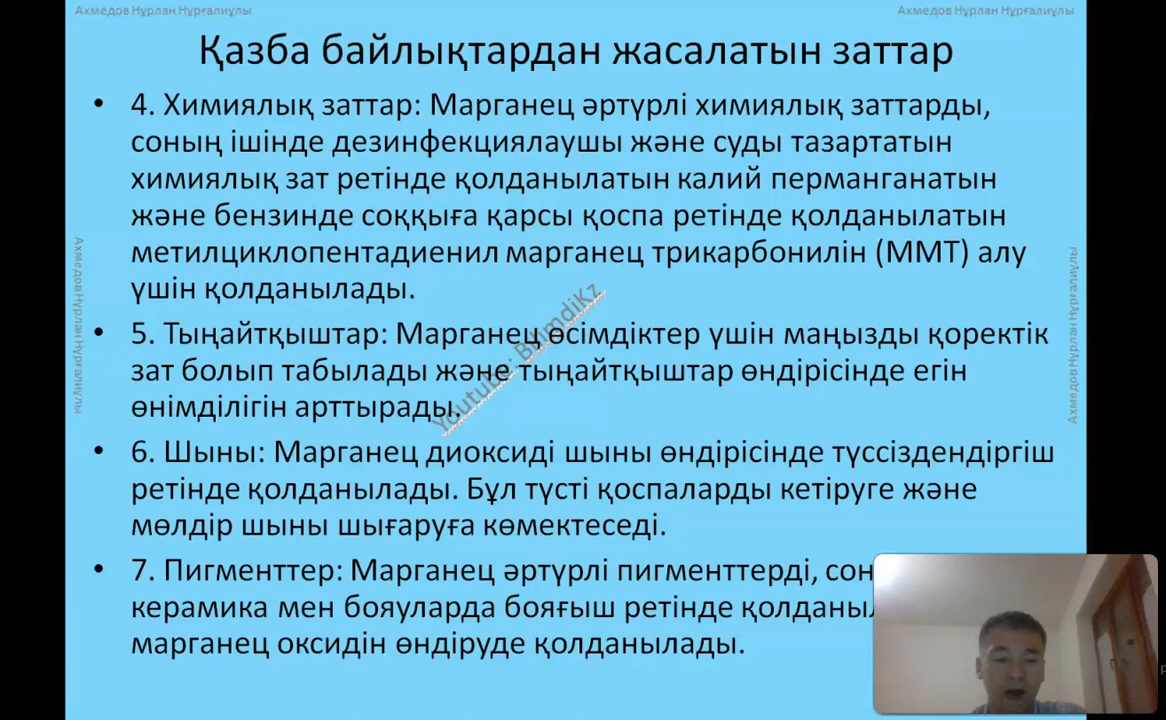 Ахмедов Нұрлан Нұрғалиұлы
Ахмедов Нұрлан Нұрғалиұлы
Қазба байлықтардан жасалатын заттар
• 4. Химиялық заттар: Марганец әртүрлі химиялық заттарды,
соның ішінде дезинфекциялаушы және суды тазартатын
химиялық зат ретінде қолданылатын калий перманганатын
және бензинде соққыға қарсы қоспа ретінде қолданылатын
метилциклопентадиенил марганец трикарбонилін (ММТ) алу
үшін қолданылады.
• 5. Тыңайтқыштар: Марганец өсімдіктер үшін маңызды қоректік
зат болып табылады және тыңайтқыштар өндірісінде егін
өнімділігін арттырады.
• 6. Шыны: Марганец диоксиді шыны өндірісінде түссіздендіргіш
ретінде қолданылады. Бұл түсті қоспаларды кетіруге және
мөлдір шыны шығаруға көмектеседі.
• 7. Пигменттер: Марганец әртүрлі пигменттерді, сон
керамика мен бояуларда бояғыш ретінде қолданыл
марганец оксидін өндіруде қолданылады.
Ахмедов Нұрлан Нұрғалиұлы
Ахмедов Нұрлан Нұрғалиұлы
Youtube: BilimdiKz